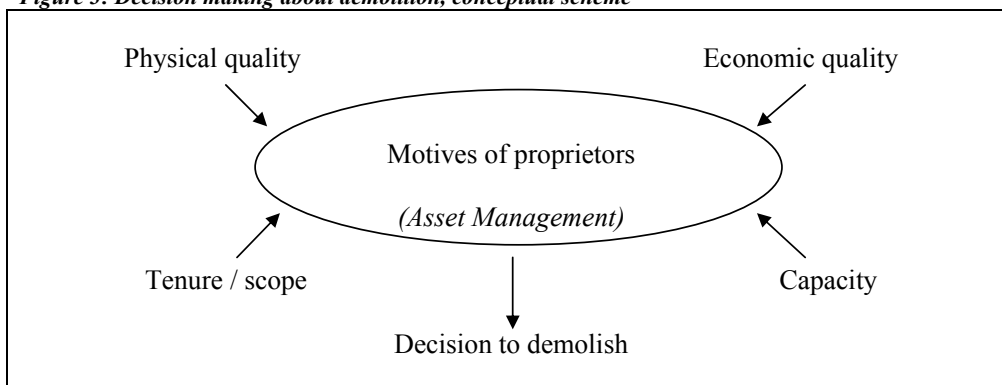 Figure Decision making about demolition, conceptual scheme
Physical quality Economic quality
Motives of proprietors
(Asset Management)
Tenure / scope Capacity
Decision to demolish